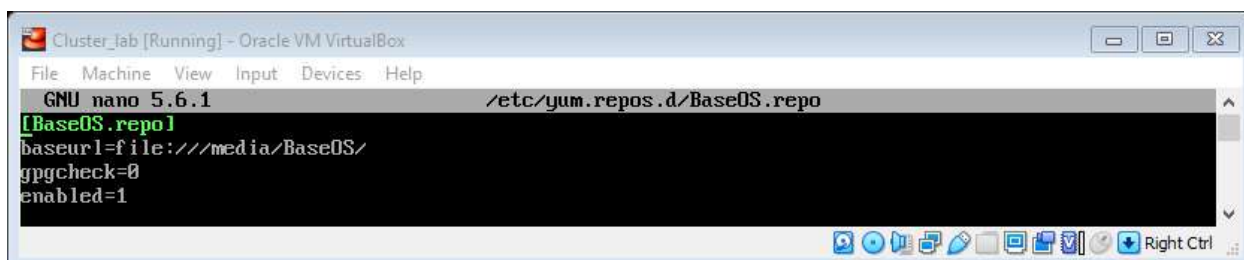 Cluster_lab [Running] - Oracle VM VirtualBox
File Machine View Input Devices Help
GNU nano 5.6.1 /etc/yum.repos.d/BaseOS.repo
[BaseOS.repo]
baseurl=file:///media/BaseOS/
gpgcheck=0
enabled=1
Right Ctrl